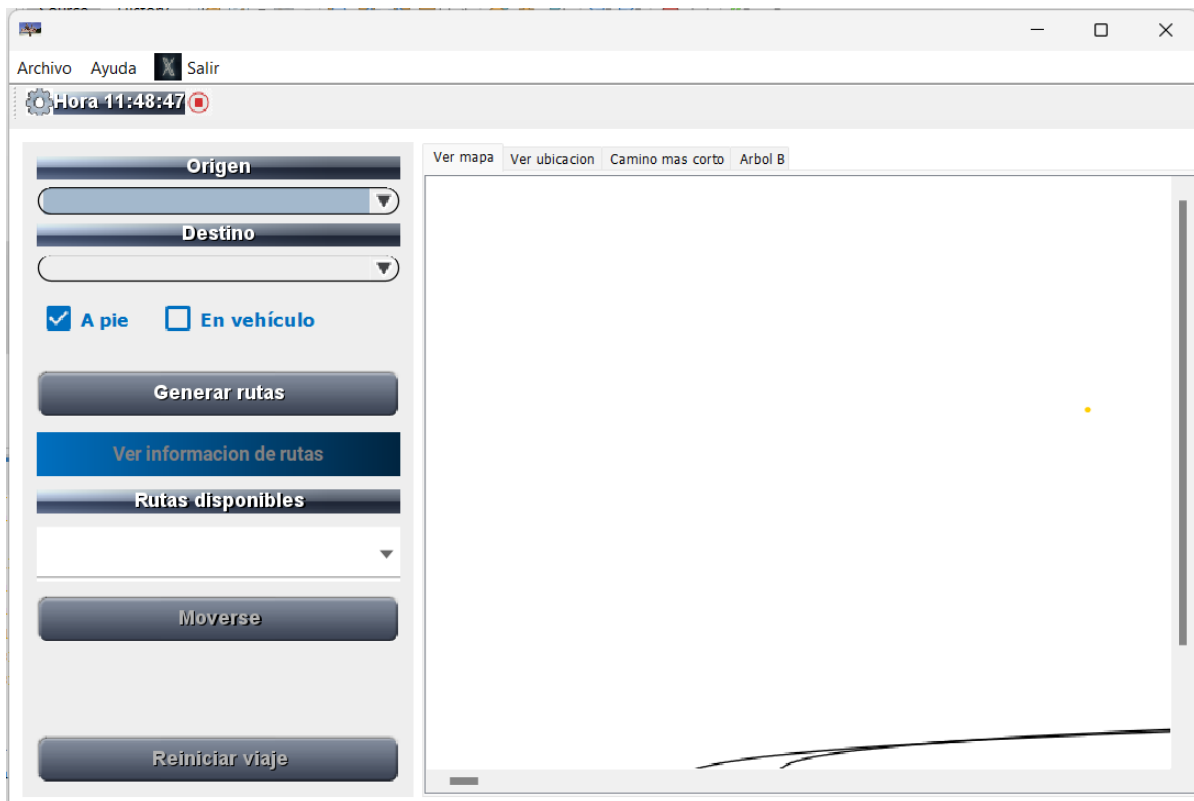 Archivo Ayuda Salir
Hora 11:48:47
Origen
Destino
A pie En vehículo
Generar rutas
Ver informacion de rutas
Rutas disponibles
Moverse
Reiniciar viaje
Ver mapa Ver ubicacion Camino mas corto Arbol B